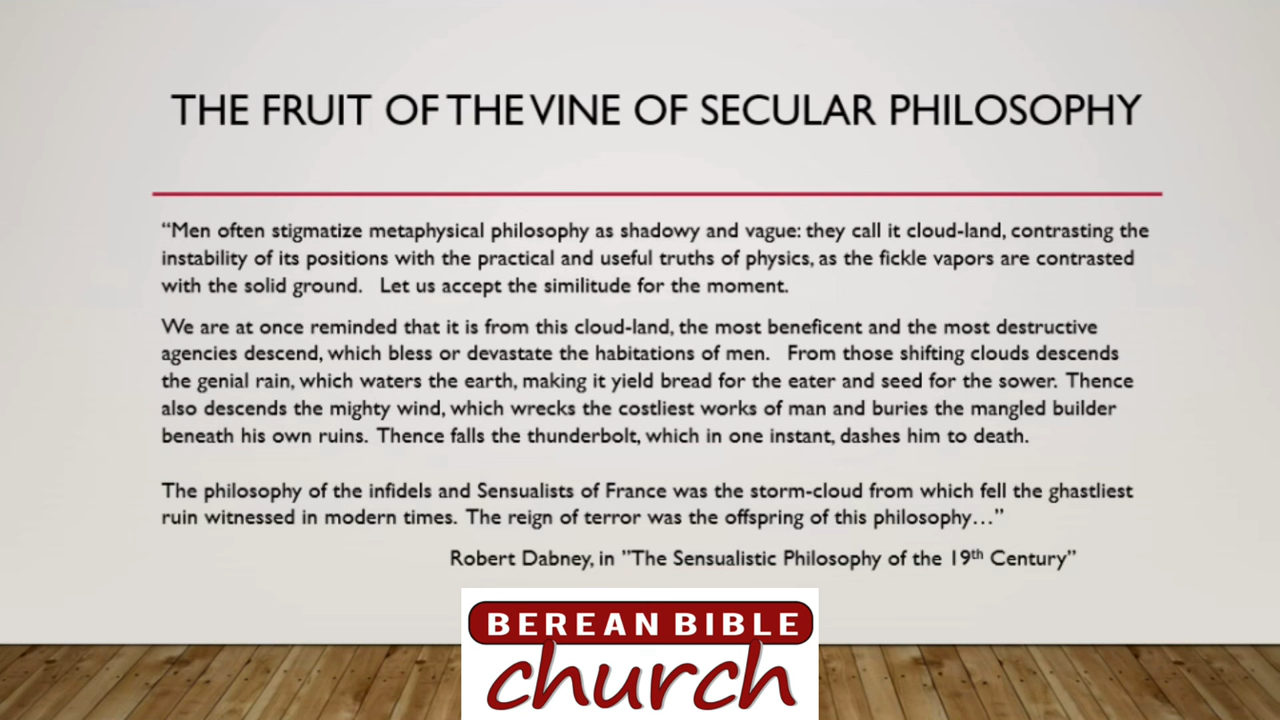 THE FRUIT OF THE VINE OF SECULAR PHILOSOPHY
“Men often stigmatize metaphysical philosophy as shadowy and vague: they call it cloud-land, contrasting the
instability of its positions with the practical and useful truths of physics, as the fickle vapors are contrasted
with the solid ground. Let us accept the similitude for the moment.
We are at once reminded that it is from this cloud-land, the most beneficent and the most destructive
agencies descend, which bless or devastate the habitations of men. From those shifting clouds descends
the genial rain, which waters the earth, making it yield bread for the eater and seed for the sower. Thence
also descends the mighty wind, which wrecks the costliest works of man and buries the mangled builder
beneath his own ruins. Thence falls the thunderbolt, which in one instant, dashes him to death.
The philosophy of the infidels and Sensualists of France was the storm-cloud from which fell the ghastliest
ruin witnessed in modern times. The reign of terror was the offspring of this philosophy…”
Robert Dabney, in ”The Sensualistic Philosophy of the 19th Century”
BEREAN BIBLE
church